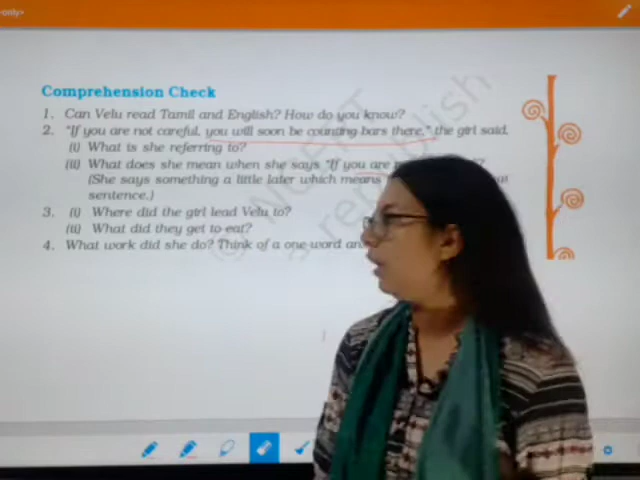 only>
Comprehension Check
1. Can Velu read Tamil and English? How do you know?
2. "If you are not careful, you will soon be counting bars there," the girl said.
(i) What is she referring to?
(ii) What does she mean when she says "If you are
(She says something a little later which means
sentence.)
3. (i) Where did the girl lead Velu to?
(ii) What did they get to eat?
4. What work did she do? Think of a one-word
© NCERT